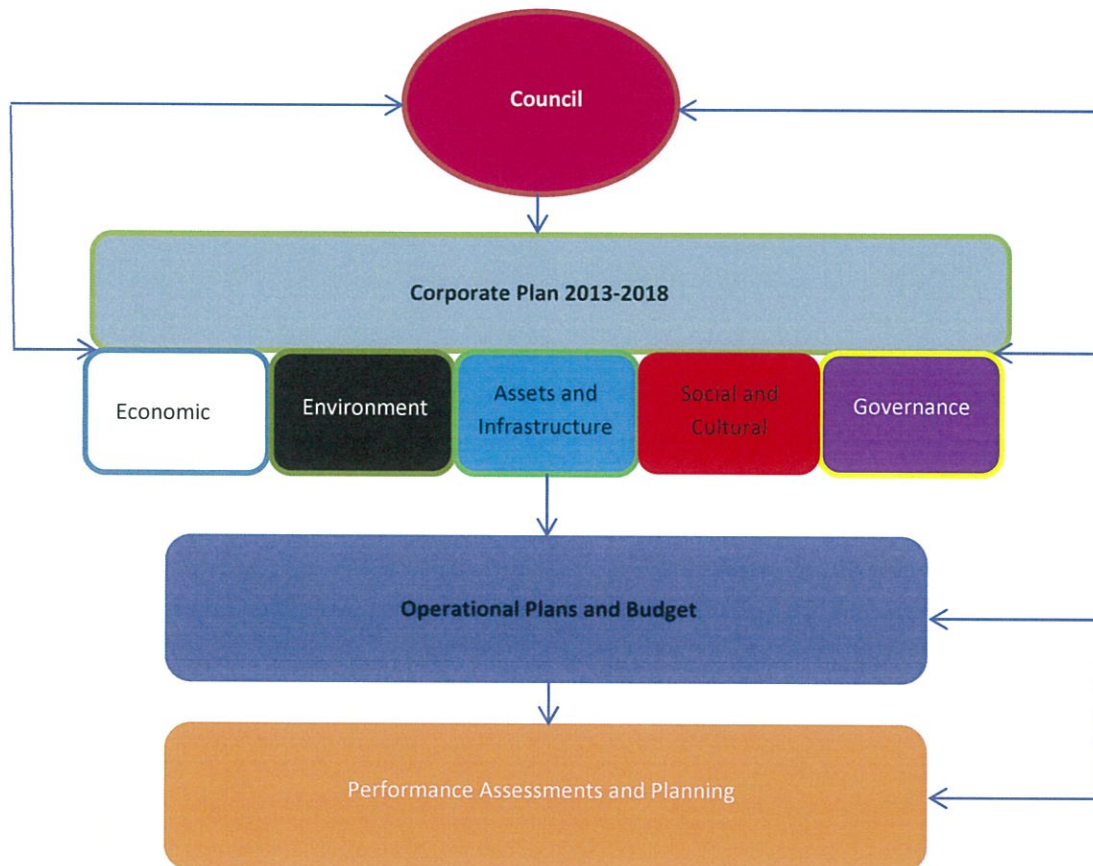 Council
Corporate Plan 2013-2018
Economic
Environment
Assets and
Infrastructure
Social and
Cultural
Governance
Operational Plans and Budget
Performance Assessments and Planning